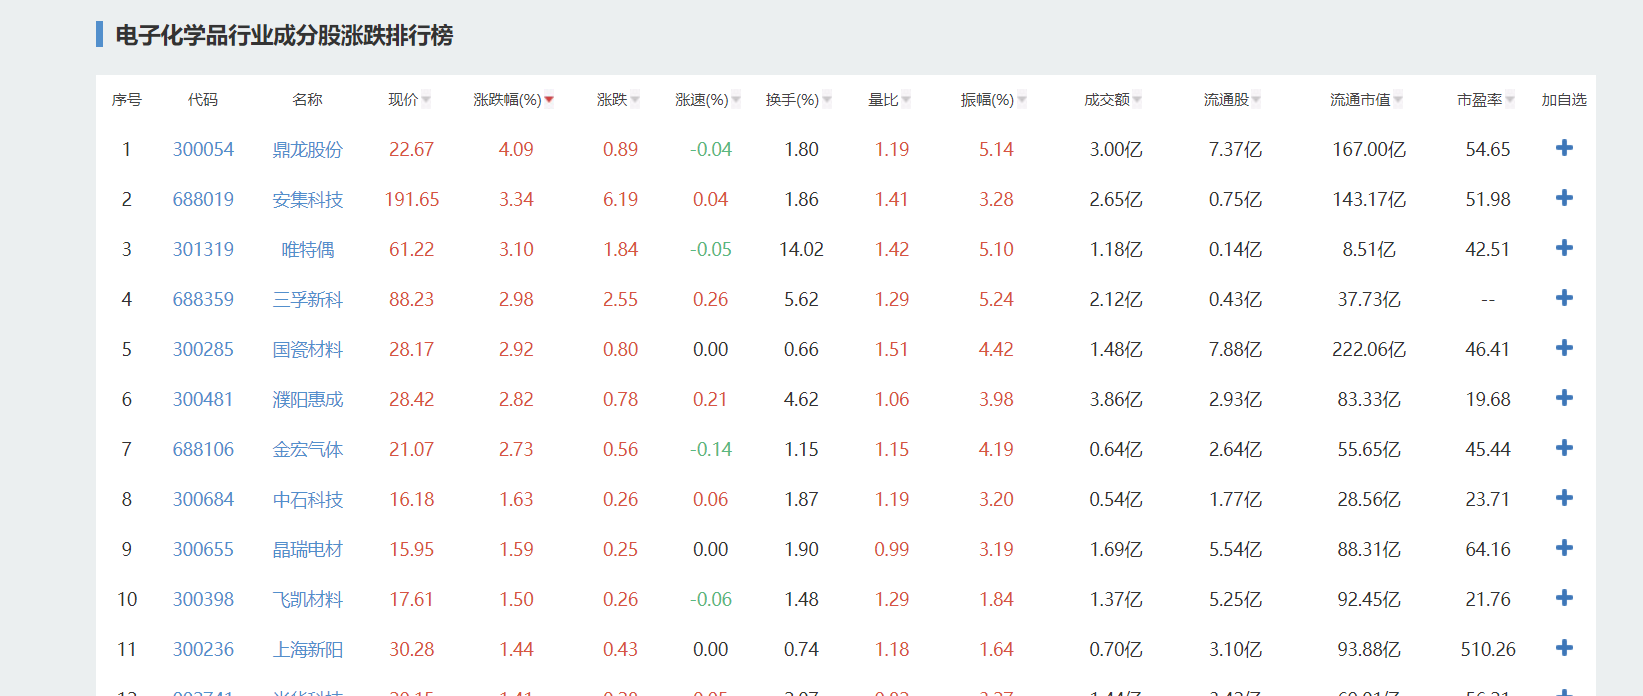 电子化学品行业成分股涨跌排行榜
序号 代码 名称 现价 涨跌幅(%) 涨跌 涨速(%) 换手(%) 量比 振幅(%) 成交额 流通股 流通市值 市盈率 加自选
1 300054 鼎龙股份 22.67 4.09 0.89 -0.04 1.80 1.19 5.14 3.00亿 7.37亿 167.00亿 54.65
2 688019 安集科技 191.65 3.34 6.19 0.04 1.86 1.41 3.28 2.65亿 0.75亿 143.17亿 51.98
3 301319 唯特偶 61.22 3.10 1.84 -0.05 14.02 1.42 5.10 1.18亿 0.14亿 8.51亿 42.51
4 688359 三孚新科 88.23 2.98 2.55 0.26 5.62 1.29 5.24 2.12亿 0.43亿 37.73亿 --
5 300285 国瓷材料 28.17 2.92 0.80 0.00 0.66 1.51 4.42 1.48亿 7.88亿 222.06亿 46.41
6 300481 濮阳惠成 28.42 2.82 0.78 0.21 4.62 1.06 3.98 3.86亿 2.93亿 83.33亿 19.68
7 688106 金宏气体 21.07 2.73 0.56 -0.14 1.15 1.15 4.19 0.64亿 2.64亿 55.65亿 45.44
8 300684 中石科技 16.18 1.63 0.26 0.06 1.87 1.19 3.20 0.54亿 1.77亿 28.56亿 23.71
9 300655 晶瑞电材 15.95 1.59 0.25 0.00 1.90 0.99 3.19 1.69亿 5.54亿 88.31亿 64.16
10 300398 飞凯材料 17.61 1.50 0.26 -0.06 1.48 1.29 1.84 1.37亿 5.25亿 92.45亿 21.76
11 300236 上海新阳 30.28 1.44 0.43 0.00 0.74 1.18 1.64 0.70亿 3.10亿 93.88亿 510.26